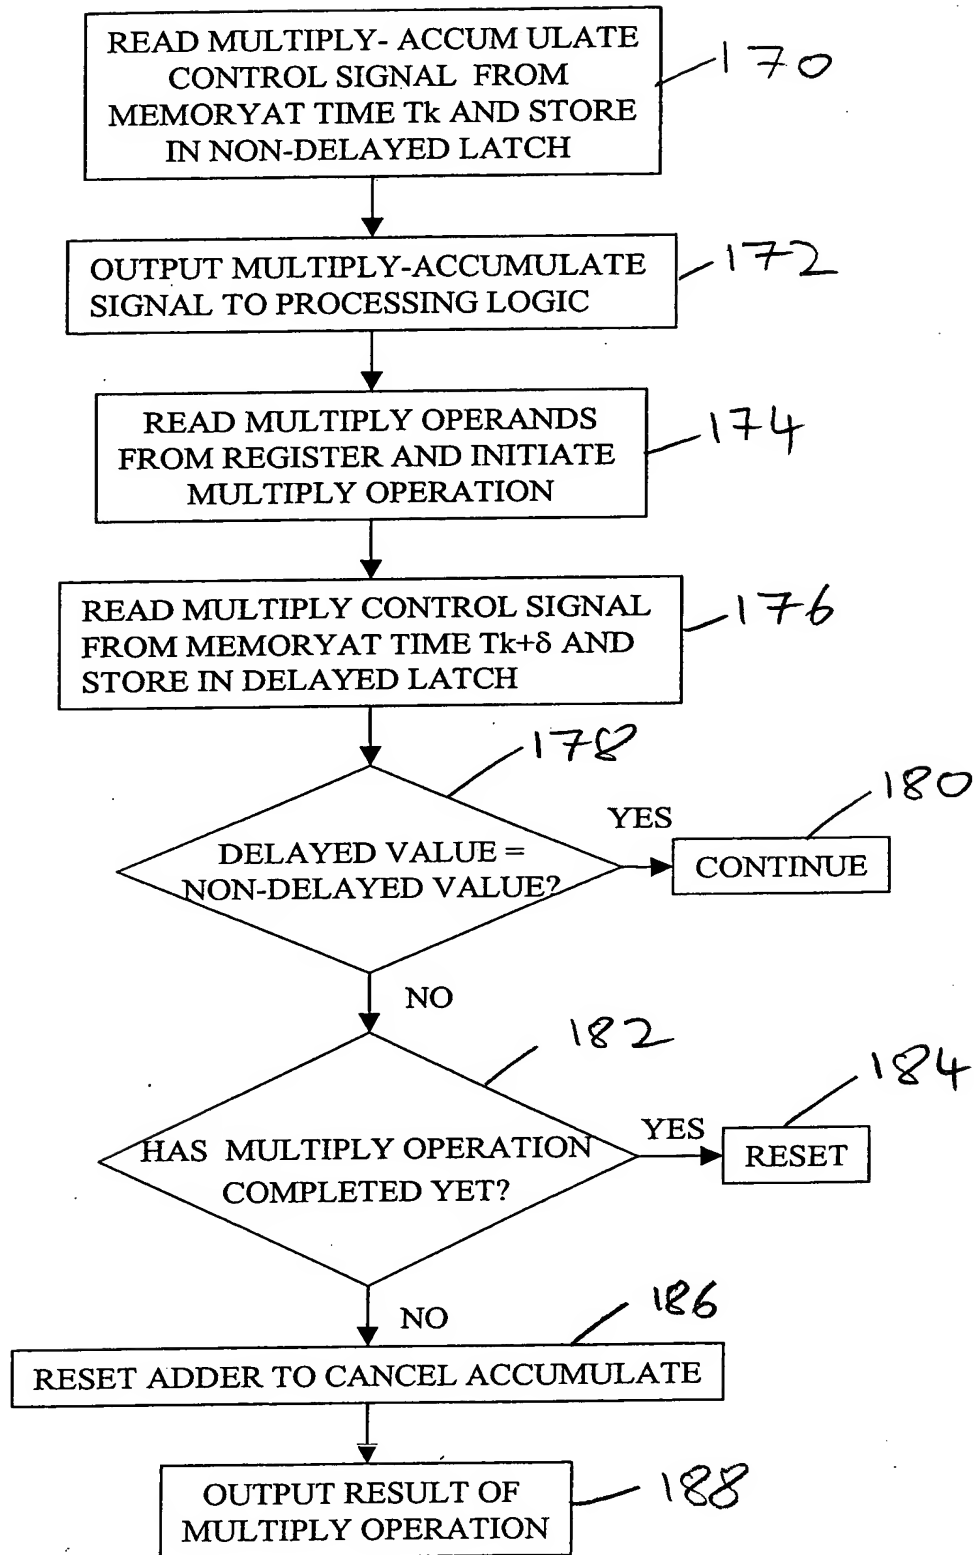 READ MULTIPLY- ACCUM ULATE
CONTROL SIGNAL FROM
MEMORYAT TIME Tk AND STORE
IN NON-DELAYED LATCH
170
OUTPUT MULTIPLY-ACCUMULATE
SIGNAL TO PROCESSING LOGIC
172
READ MULTIPLY OPERANDS
FROM REGISTER AND INITIATE
MULTIPLY OPERATION
174
READ MULTIPLY CONTROL SIGNAL
FROM MEMORYAT TIME Tk+δ AND
STORE IN DELAYED LATCH
176
178
DELAYED VALUE =
NON-DELAYED VALUE?
YES
180
CONTINUE
NO
182
HAS MULTIPLY OPERATION
COMPLETED YET?
YES
184
RESET
NO
186
RESET ADDER TO CANCEL ACCUMULATE
OUTPUT RESULT OF
MULTIPLY OPERATION
188